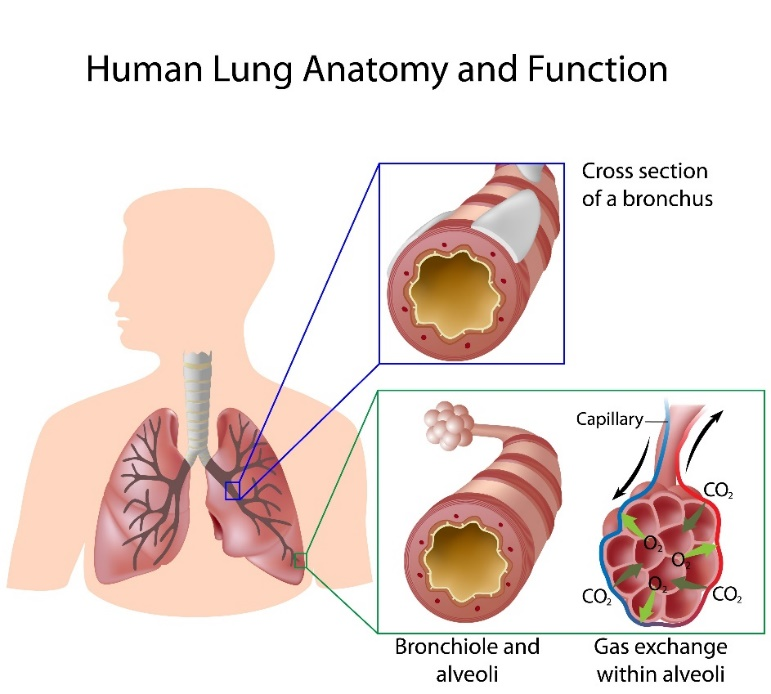 Human Lung Anatomy and Function
Cross section
of a bronchus
Capillary
CO₂
O₂
O₂
O₂
CO₂
CO₂
Bronchiole and
alveoli
Gas exchange
within alveoli